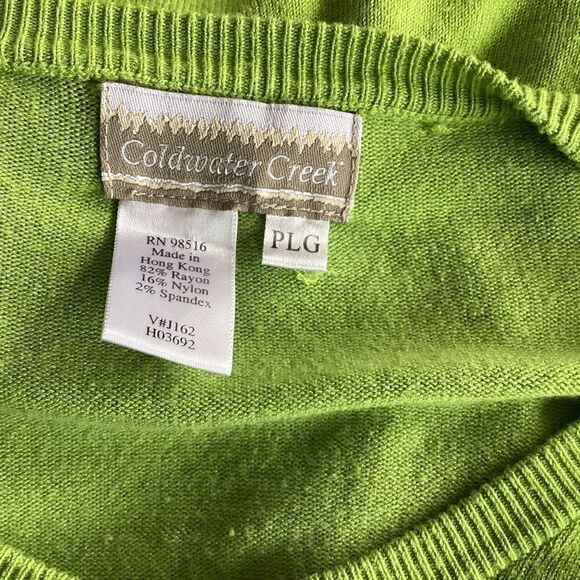 Coldwater Creek
PLG
RN 98516
Made in
Hong Kong
82% Rayon
16% Nylon
2% Spandex
V#J162
H03692